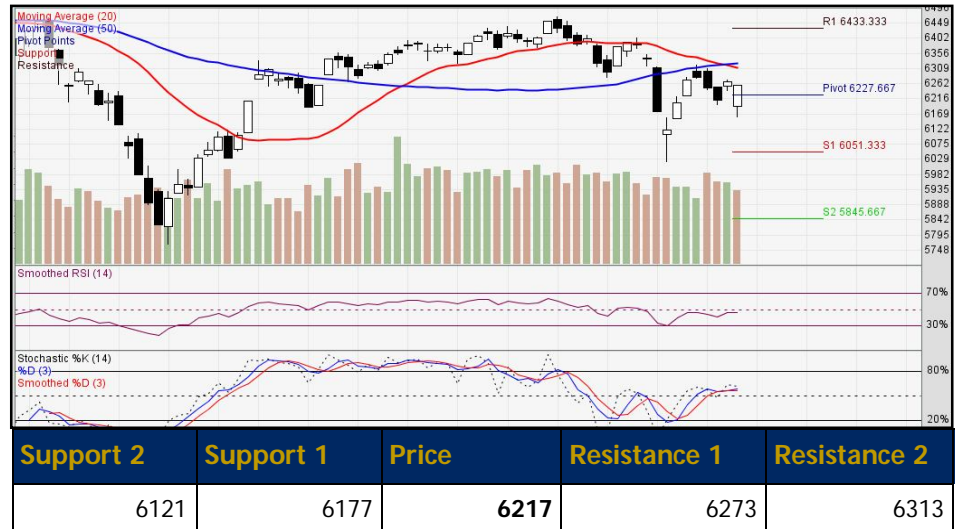 Moving Average (20)
Moving Average (50)
Pivot Points
Support
Resistance
R1 6433.333
Pivot 6227.667
S1 6051.333
S2 5845.667
6449
6402
6356
6309
6262
6216
6169
6122
6075
6029
5982
5935
5888
5842
5795
5748
Smoothed RSI (14)
70%
30%
Stochastic %K (14)
%D (3)
Smoothed %D (3)
80%
20%
Support 2 Support 1 Price Resistance 1 Resistance 2
6121 6177 6217 6273 6313